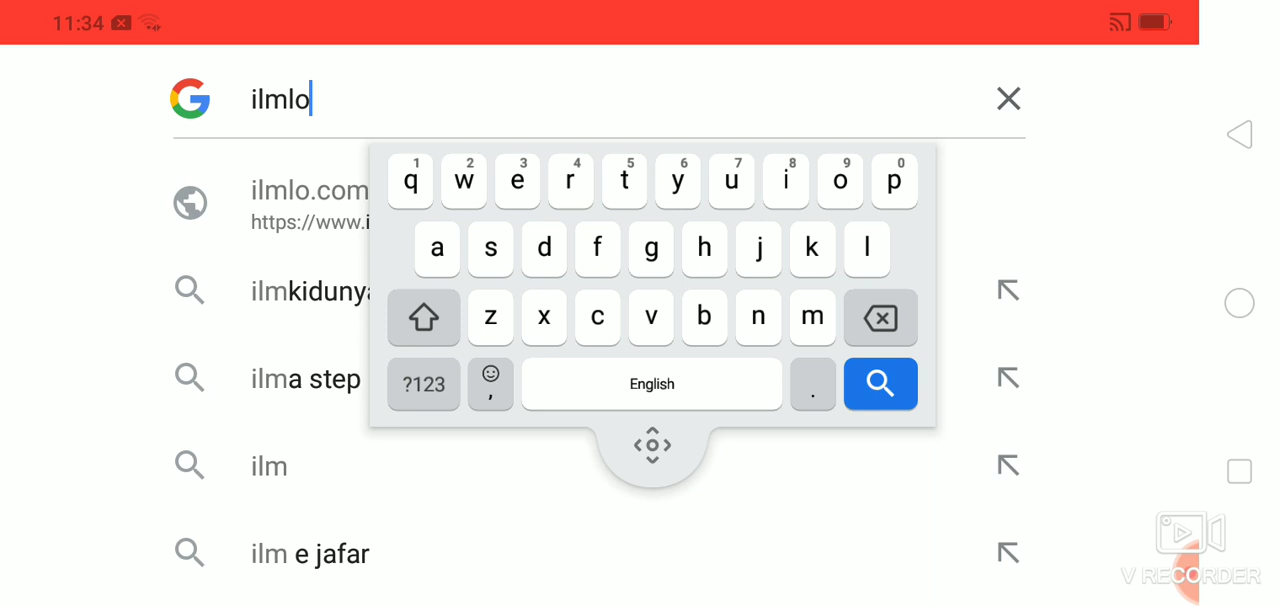 11:34
ilmlo
ilmlo.com
https://www.i
ilmkidunya
ilma step
ilm
ilm e jafar
1 2 3 4 5 6 7 8 9 0
q w e r t y u i o p
a s d f g h j k l
z x c v b n m
?123 , English .
V RECORDER